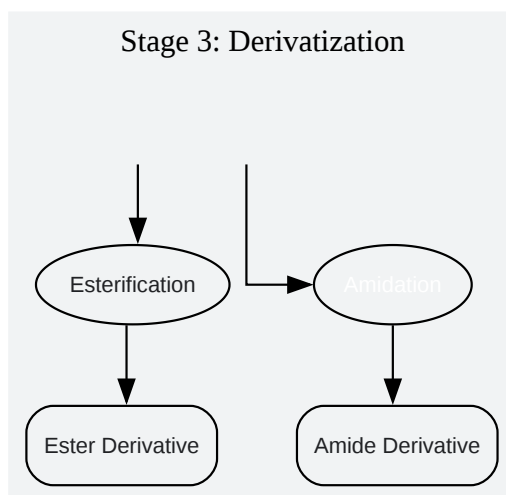 Stage 3: Derivatization
Esterification
Amidation
Ester Derivative
Amide Derivative